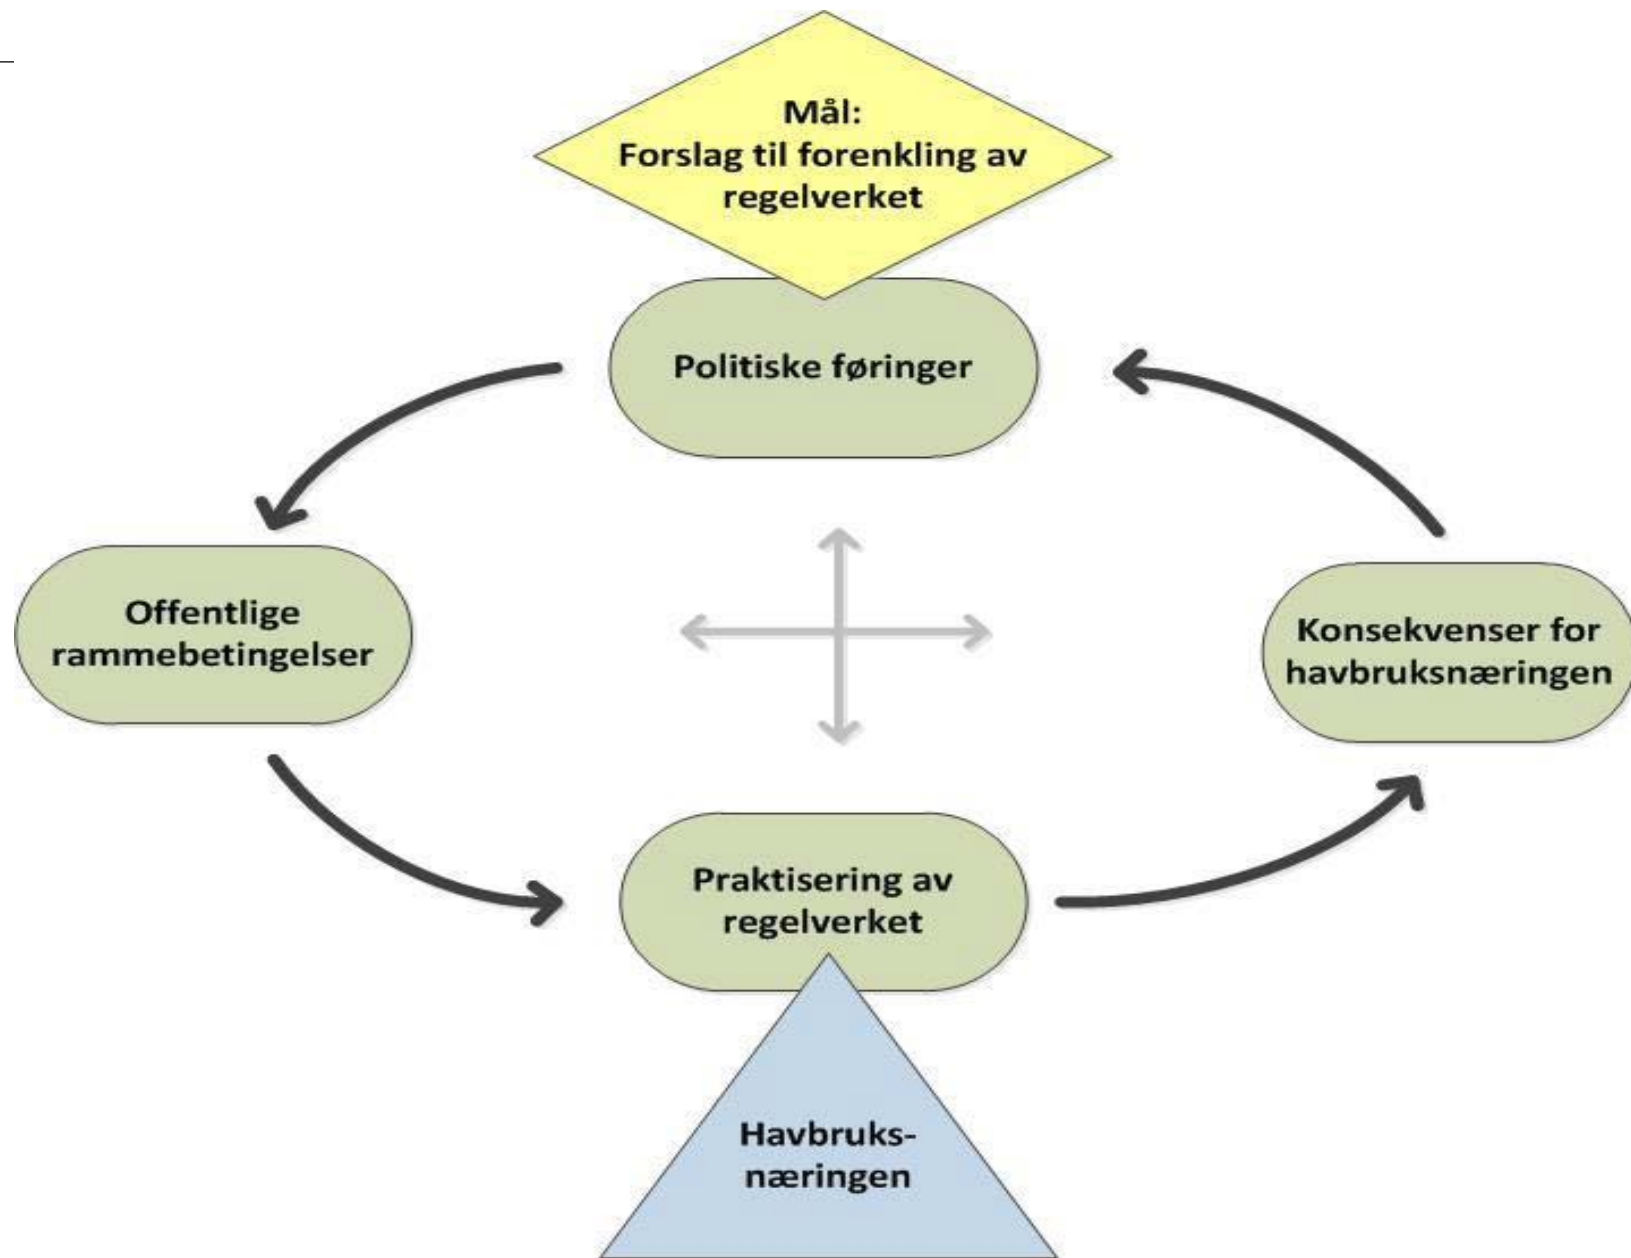 Mål:
Forslag til forenkling av
regelverket
Politiske føringer
Offentlige
rammebetingelser
Konsekvenser for
havbruksnæringen
Praktisering av
regelverket
Havbruks-
næringen